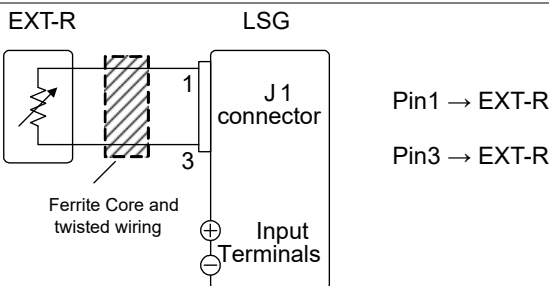 EXT-R
LSG
1
J1
connector
3
Pin1 → EXT-R
Pin3 → EXT-R
Ferrite Core and
twisted wiring
+
Input
Terminals
−